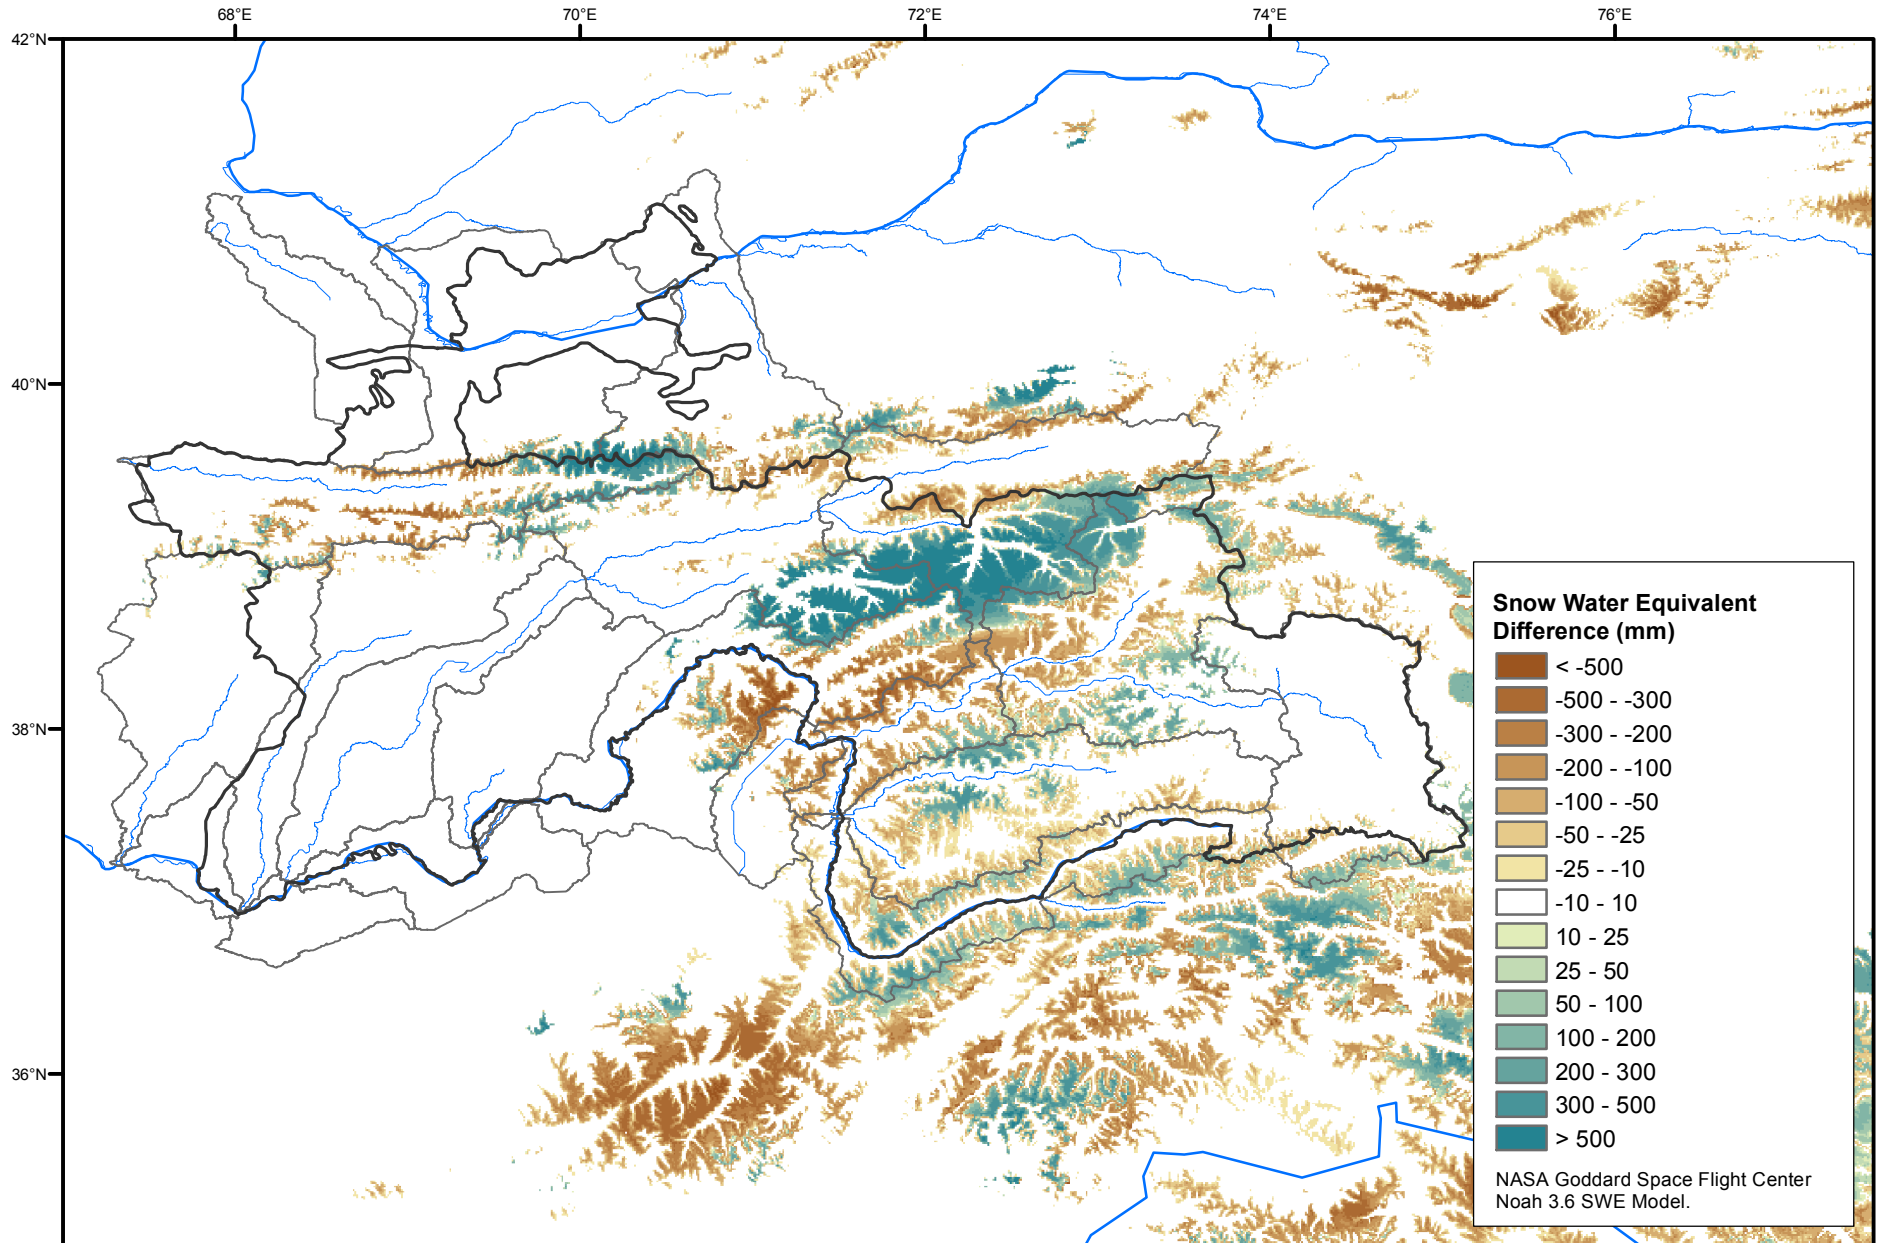 68°E
70°E
72°E
74°E
76°E
42°N
40°N
38°N
36°N
Snow Water Equivalent
Difference (mm)
< -500
-500 - -300
-300 - -200
-200 - -100
-100 - -50
-50 - -25
-25 - -10
-10 - 10
10 - 25
25 - 50
50 - 100
100 - 200
200 - 300
300 - 500
> 500
NASA Goddard Space Flight Center
Noah 3.6 SWE Model.